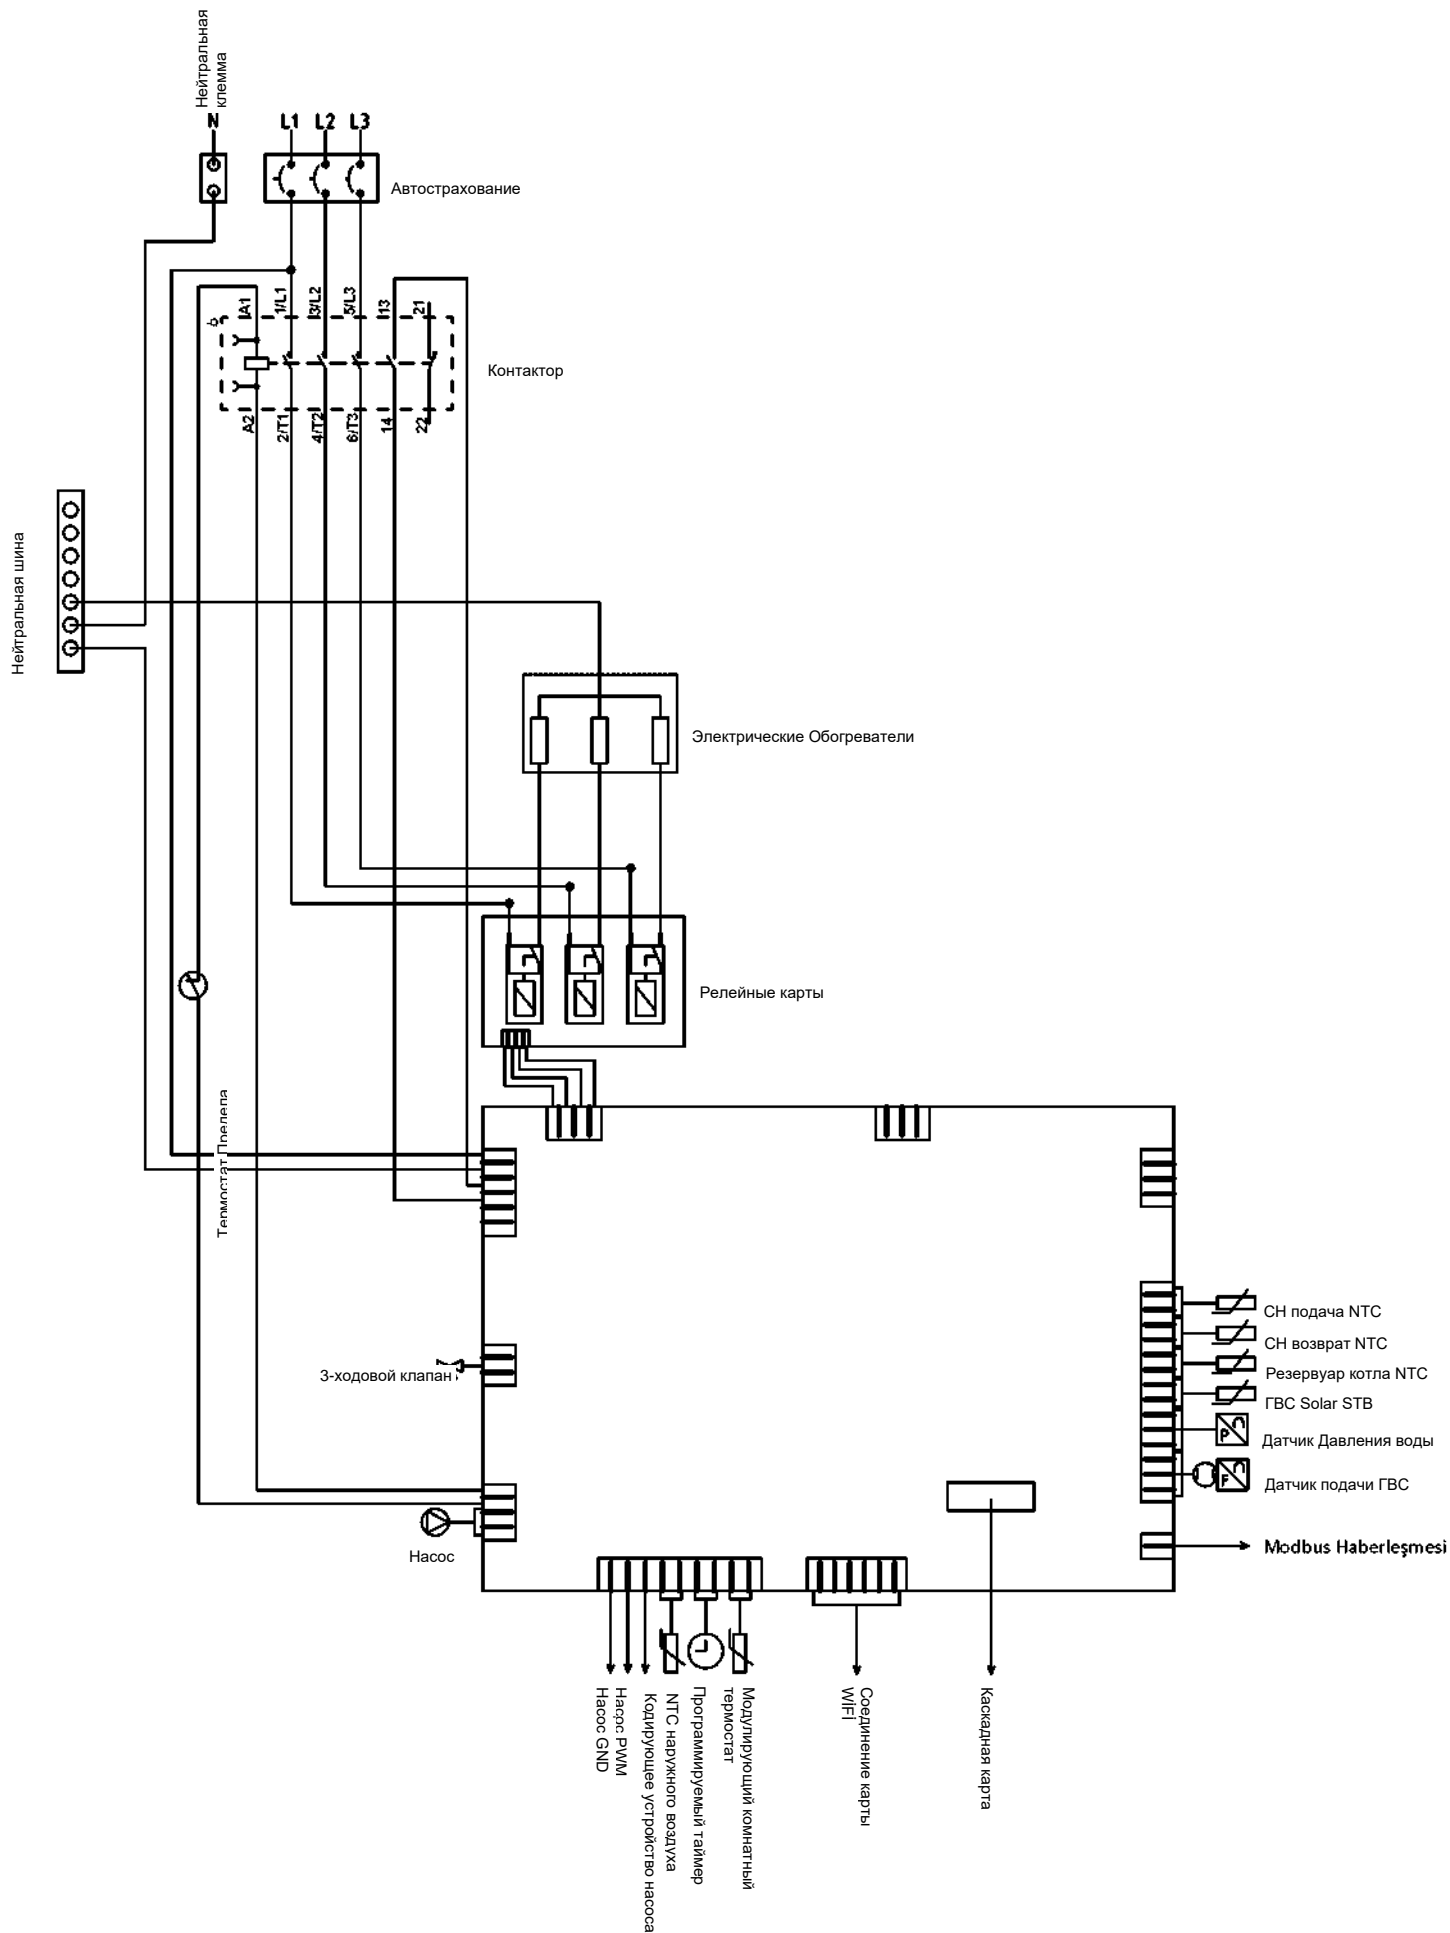 Нейтральная
клемма
N
L1
L2
L3
Автострахование
A1
1/L1
3/L2
5/L3
13
21
Контактор
A2
2/T1
4/T2
6/T3
14
22
Нейтральная шина
Электрические Обогреватели
Релейные карты
Термостат Предела
СН подача NTC
СН возврат NTC
Резервуар котла NTC
ГВС Solar STB
P
Датчик Давления воды
F
Датчик подачи ГВС
Modbus Haberleşmesi
3-ходовой клапан
Насос
Насос GND
Насос PWM
Кодирующее устройство насоса
NTC наружного воздуха
Программируемый таймер
Модулирующий комнатный
термостат
Соединение карты
WİFİ
Каскадная карта